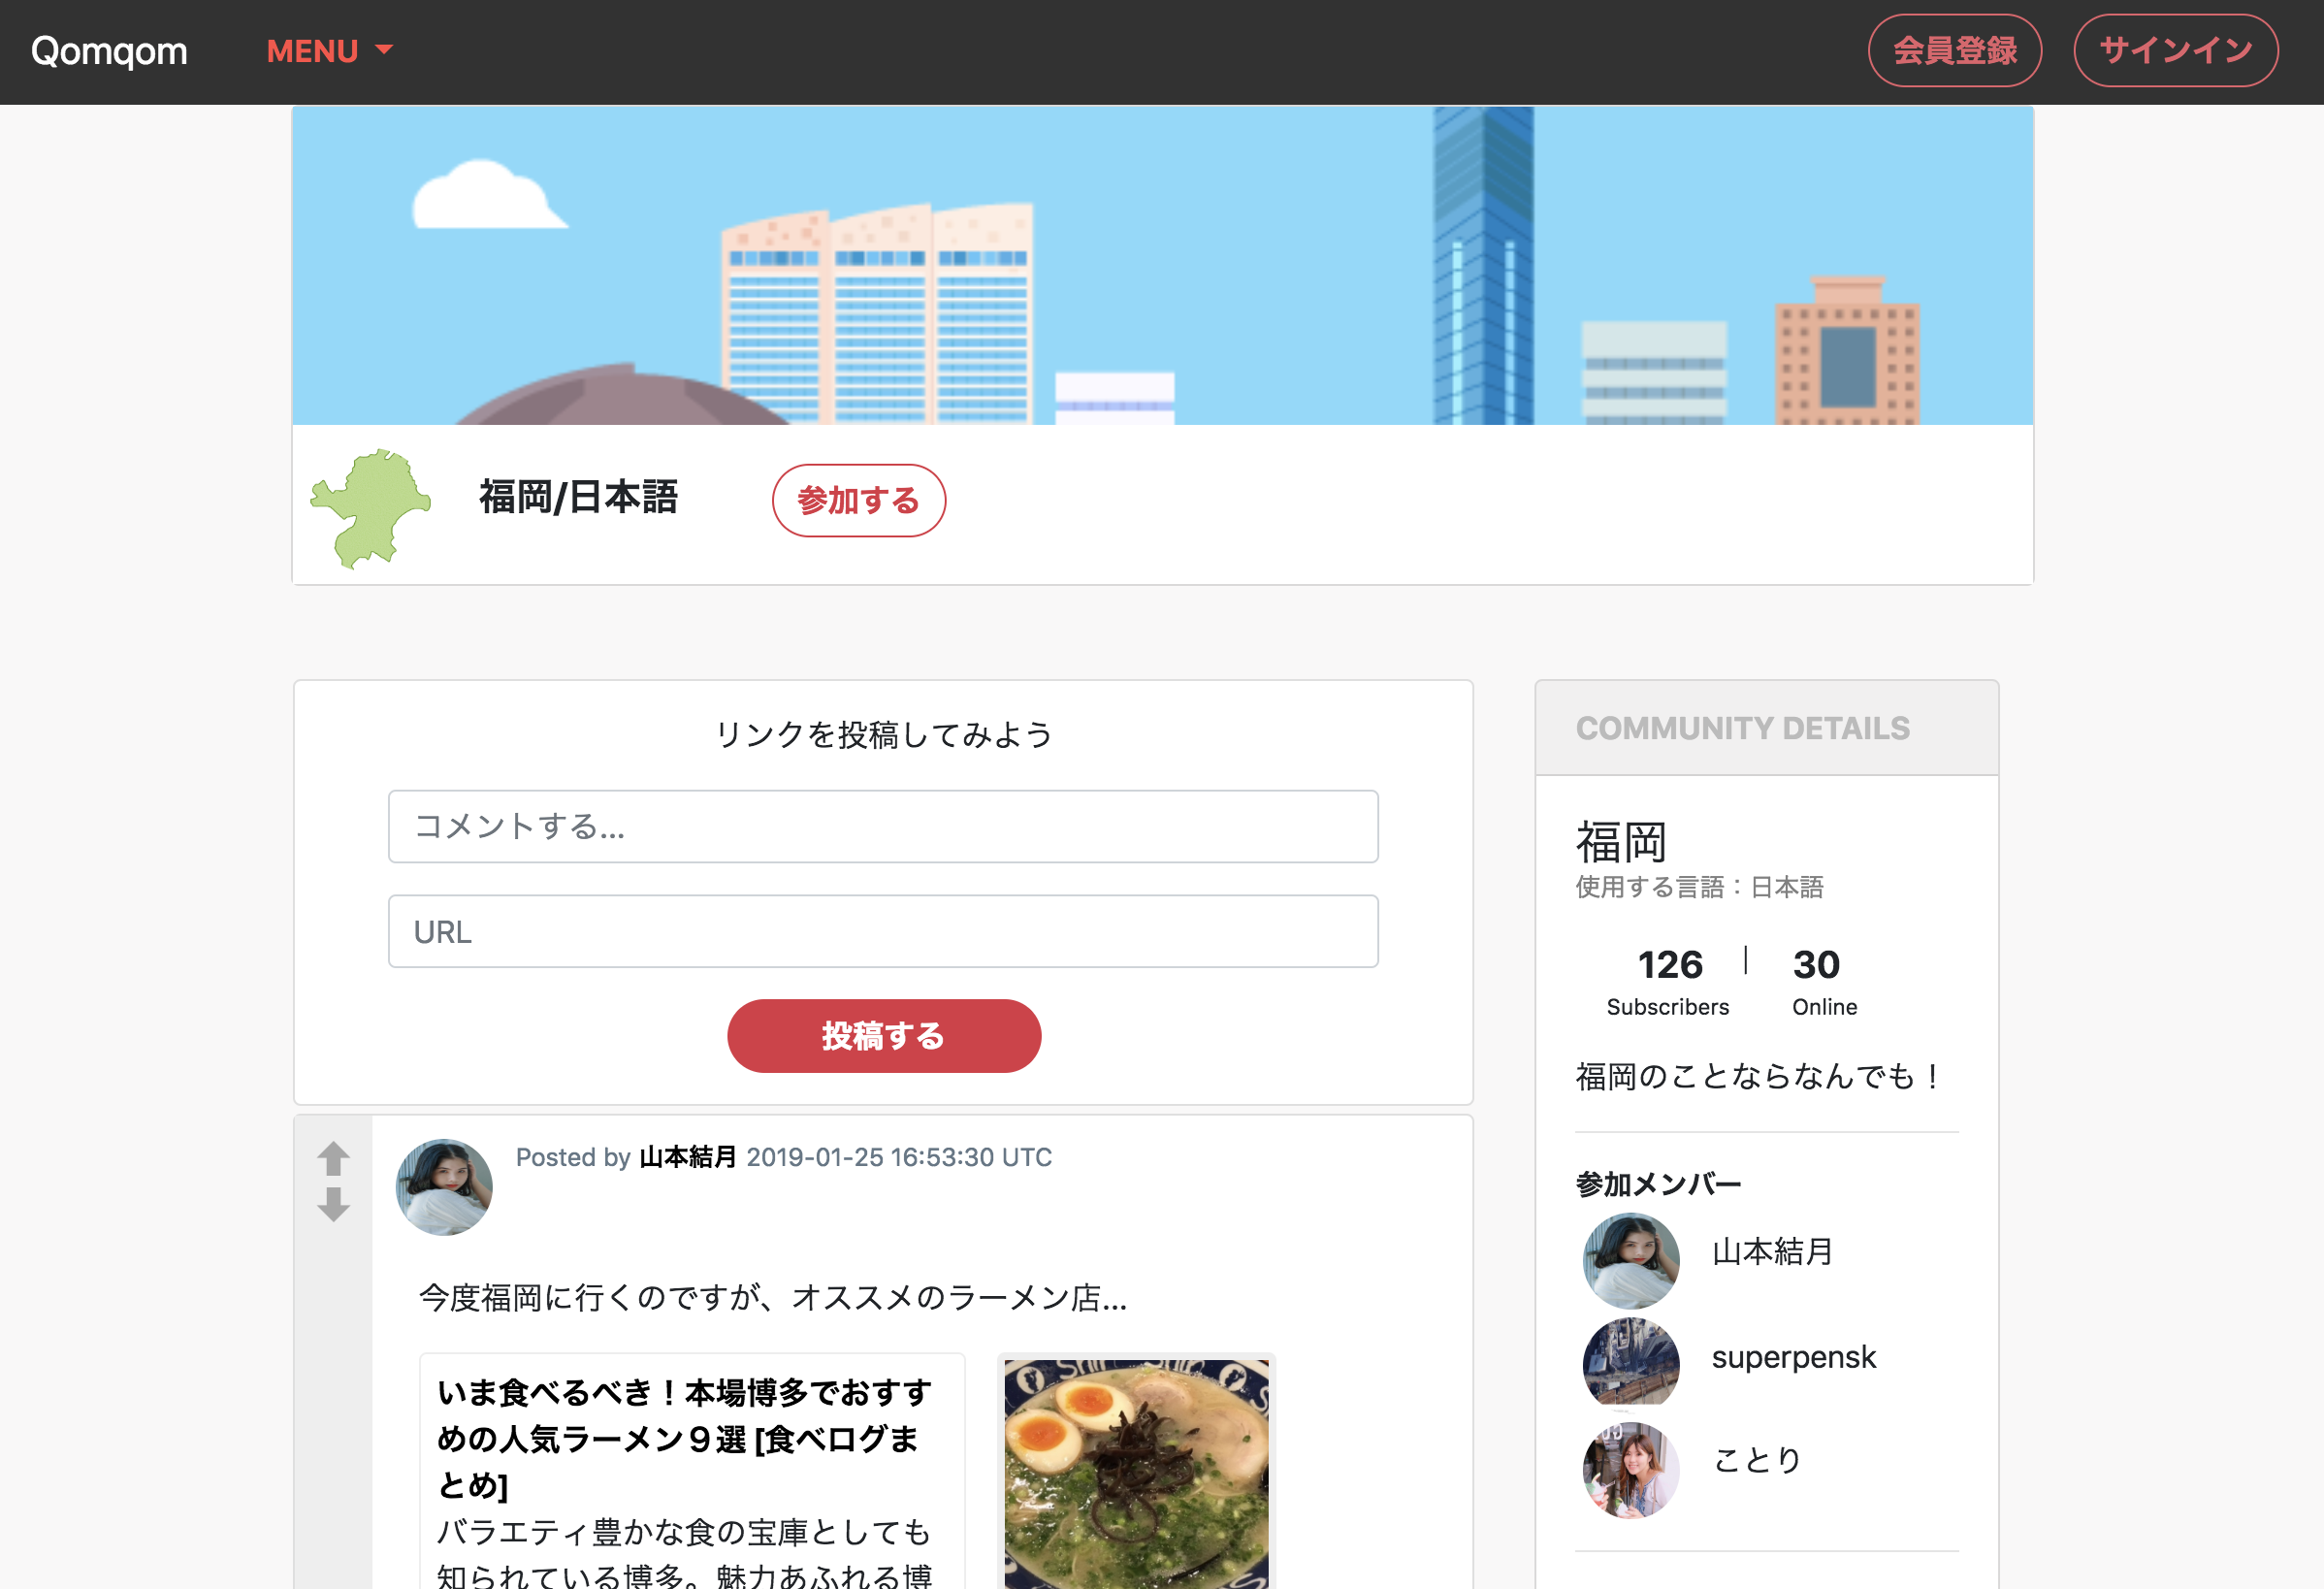 Qomqom MENU 会員登録 サインイン
福岡/日本語 参加する
リンクを投稿してみよう
コメントする...
URL
投稿する
Posted by 山本結月 2019-01-25 16:53:30 UTC
今度福岡に行くのですが、オススメのラーメン店...
いま食べるべき！本場博多でおすす
めの人気ラーメン９選 [食べログま
とめ]
バラエティ豊かな食の宝庫としても
知られている博多。魅力あふれる博
COMMUNITY DETAILS
福岡
使用する言語：日本語
126 | 30
Subscribers Online
福岡のことならなんでも！
参加メンバー
山本結月
superpensk
ことり